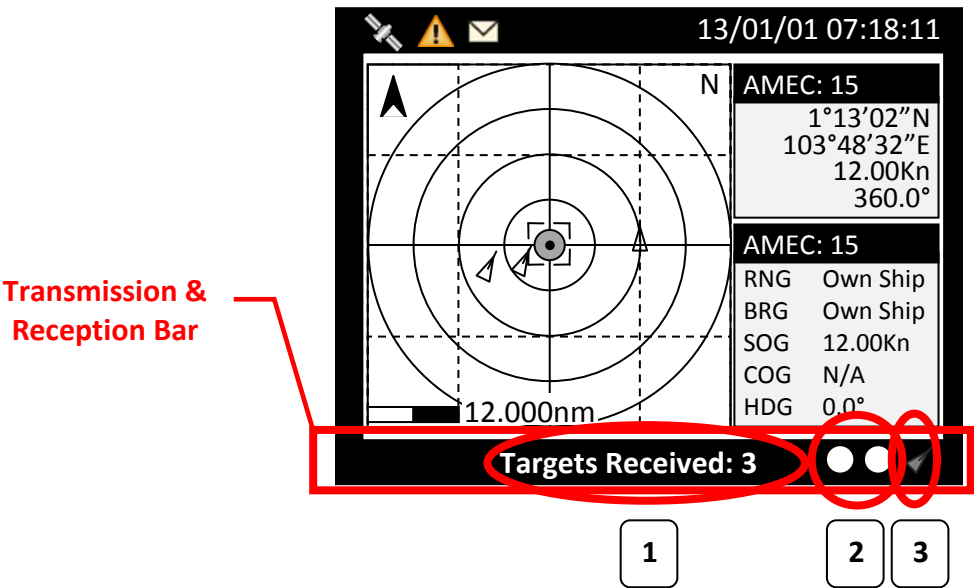 13/01/01 07:18:11
N
AMEC: 15
1°13’02”N
103°48’32”E
12.00Kn
360.0°
AMEC: 15
RNG Own Ship
BRG Own Ship
SOG 12.00Kn
COG N/A
HDG 0.0°
12.000nm
Transmission &
Reception Bar
Targets Received: 3
1
2
3